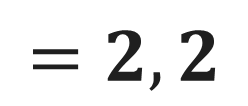 = 2, 2